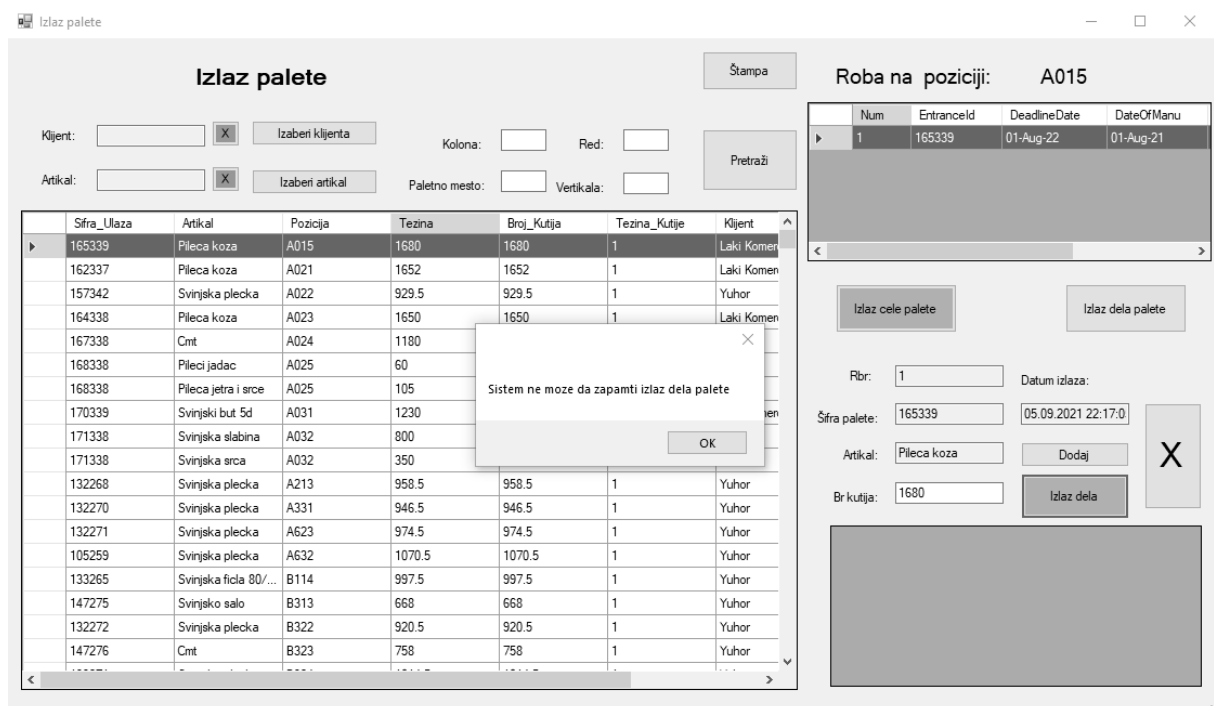 Izlaz palete
Izlaz palete
Štampa
Klijent:
X
Izaberi klijenta
Kolona:
Red:
Pretraži
Artikal:
X
Izaberi artikal
Paletno mesto:
Vertikala:
Sifra_Ulaza Artikal Pozicija Tezina Broj_Kutija Tezina_Kutije Klijent
165339 Pileca koza A015 1680 1680 1 Laki
162337 Pileca koza A021 1652 1652 1 Laki
157342 Svinjska plecka A022 929.5 929.5 1 Yuhor
164338 Pileca koza A023 1650 1650 1 Laki
167338 Cmt A024 1180
168338 Pileci jadac A025 60
168338 Pileca jetra i srce A025 105
170339 Svinjski but 5d A031 1230
171338 Svinjska slabina A032 800
171338 Svinjska srca A032 350
132268 Svinjska plecka A213 958.5 958.5 1 Yuhor
132270 Svinjska plecka A331 946.5 946.5 1 Yuhor
132271 Svinjska plecka A623 974.5 974.5 1 Yuhor
105259 Svinjska plecka A632 1070.5 1070.5 1 Yuhor
133265 Svinjska ficla 80/... B114 997.5 997.5 1 Yuhor
147275 Svinjsko salo B313 668 668 1 Yuhor
132272 Svinjska plecka B322 920.5 920.5 1 Yuhor
147276 Cmt B323 758 758 1 Yuhor
Sistem ne moze da zapamti izlaz dela palete
OK
Roba na poziciji: A015
Num EntranceId DeadlineDate DateOfManu
1 165339 01-Aug-22 01-Aug-21
Izlaz cele palete
Izlaz dela palete
Rbr: 1
Datum izlaza:
Šifra palete: 165339
05.09.2021 22:17:0
Artikal: Pileca koza
Dodaj
X
Br kutija: 1680
Izlaz dela